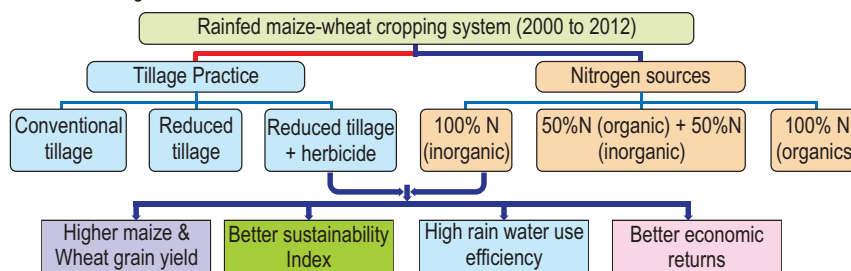 Rainfed maize-wheat cropping system (2000 to 2012)
Tillage Practice
Nitrogen sources
Conventional
tillage
Reduced
tillage
Reduced tillage
+ herbicide
100% N
(inorganic)
50%N (organic) + 50%N
(inorganic)
100% N
(organics
Higher maize &
Wheat grain yield
Better sustainability
Index
High rain water use
efficiency
Better economic
returns